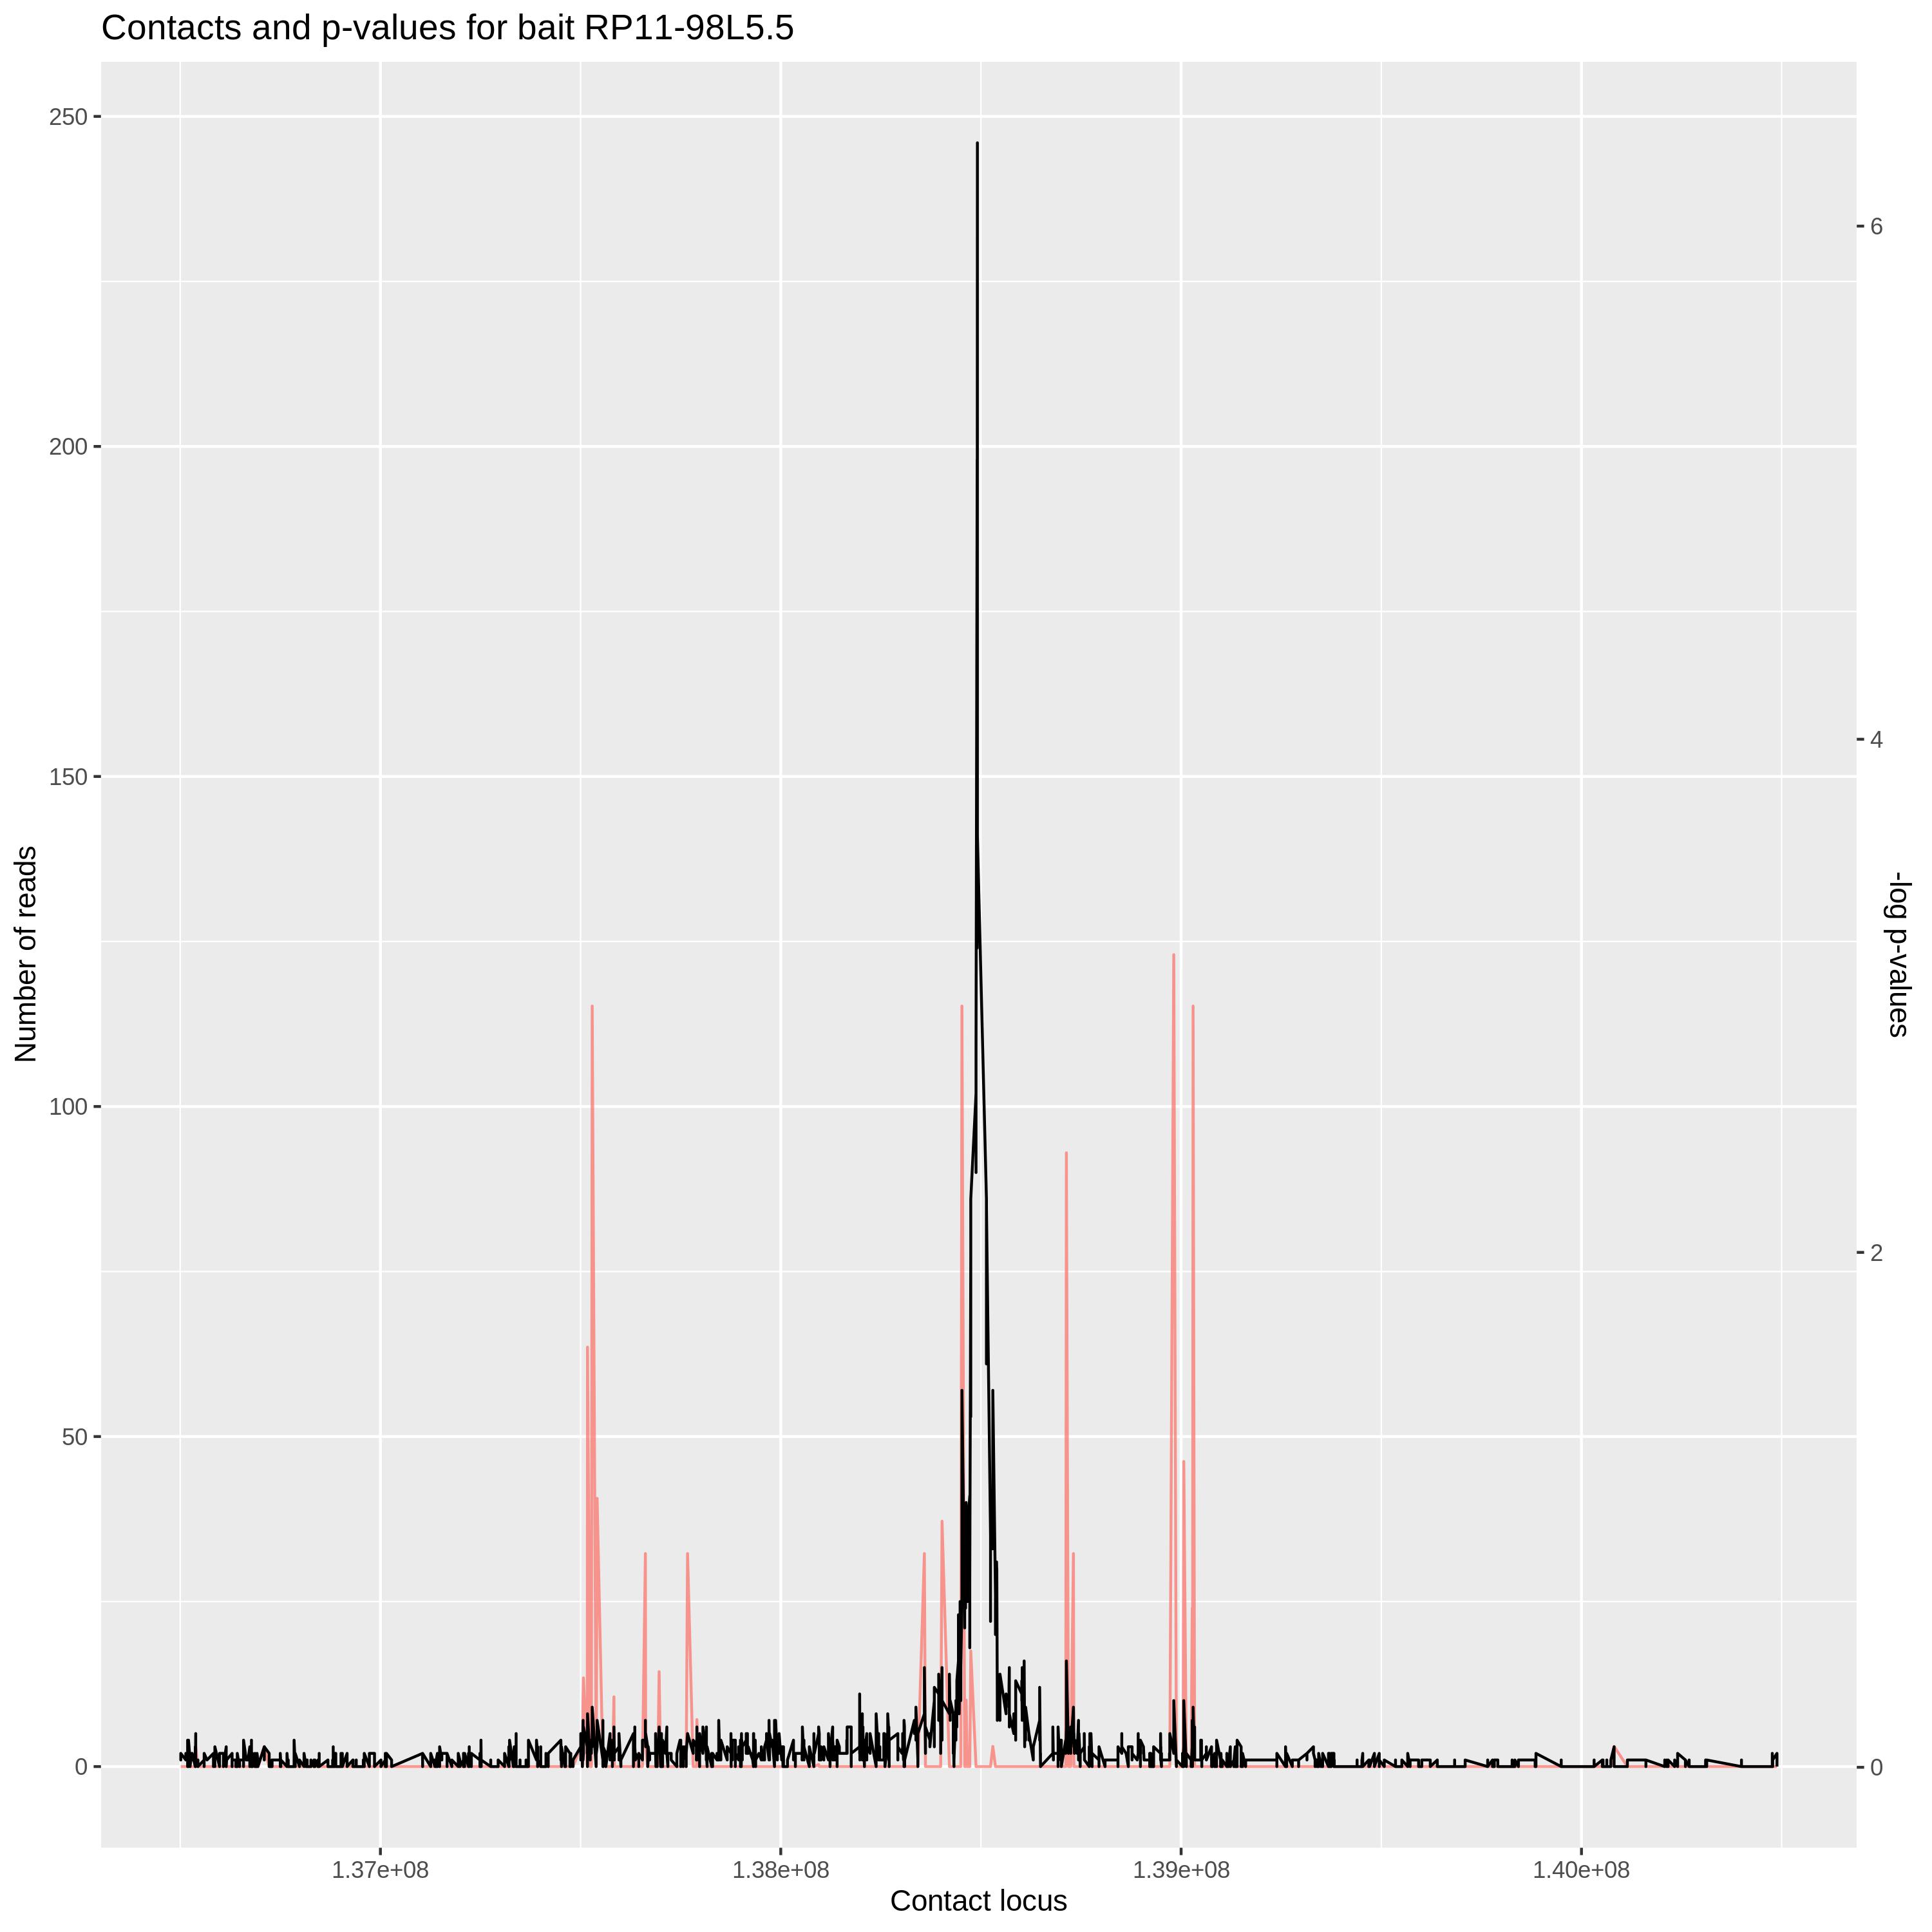 Contacts and p-values for bait RP11-98L5.5
250
200
150
100
50
0
Number of reads
6
4
2
0
-log p-values
1.37e+08
1.38e+08
1.39e+08
1.40e+08
Contact locus